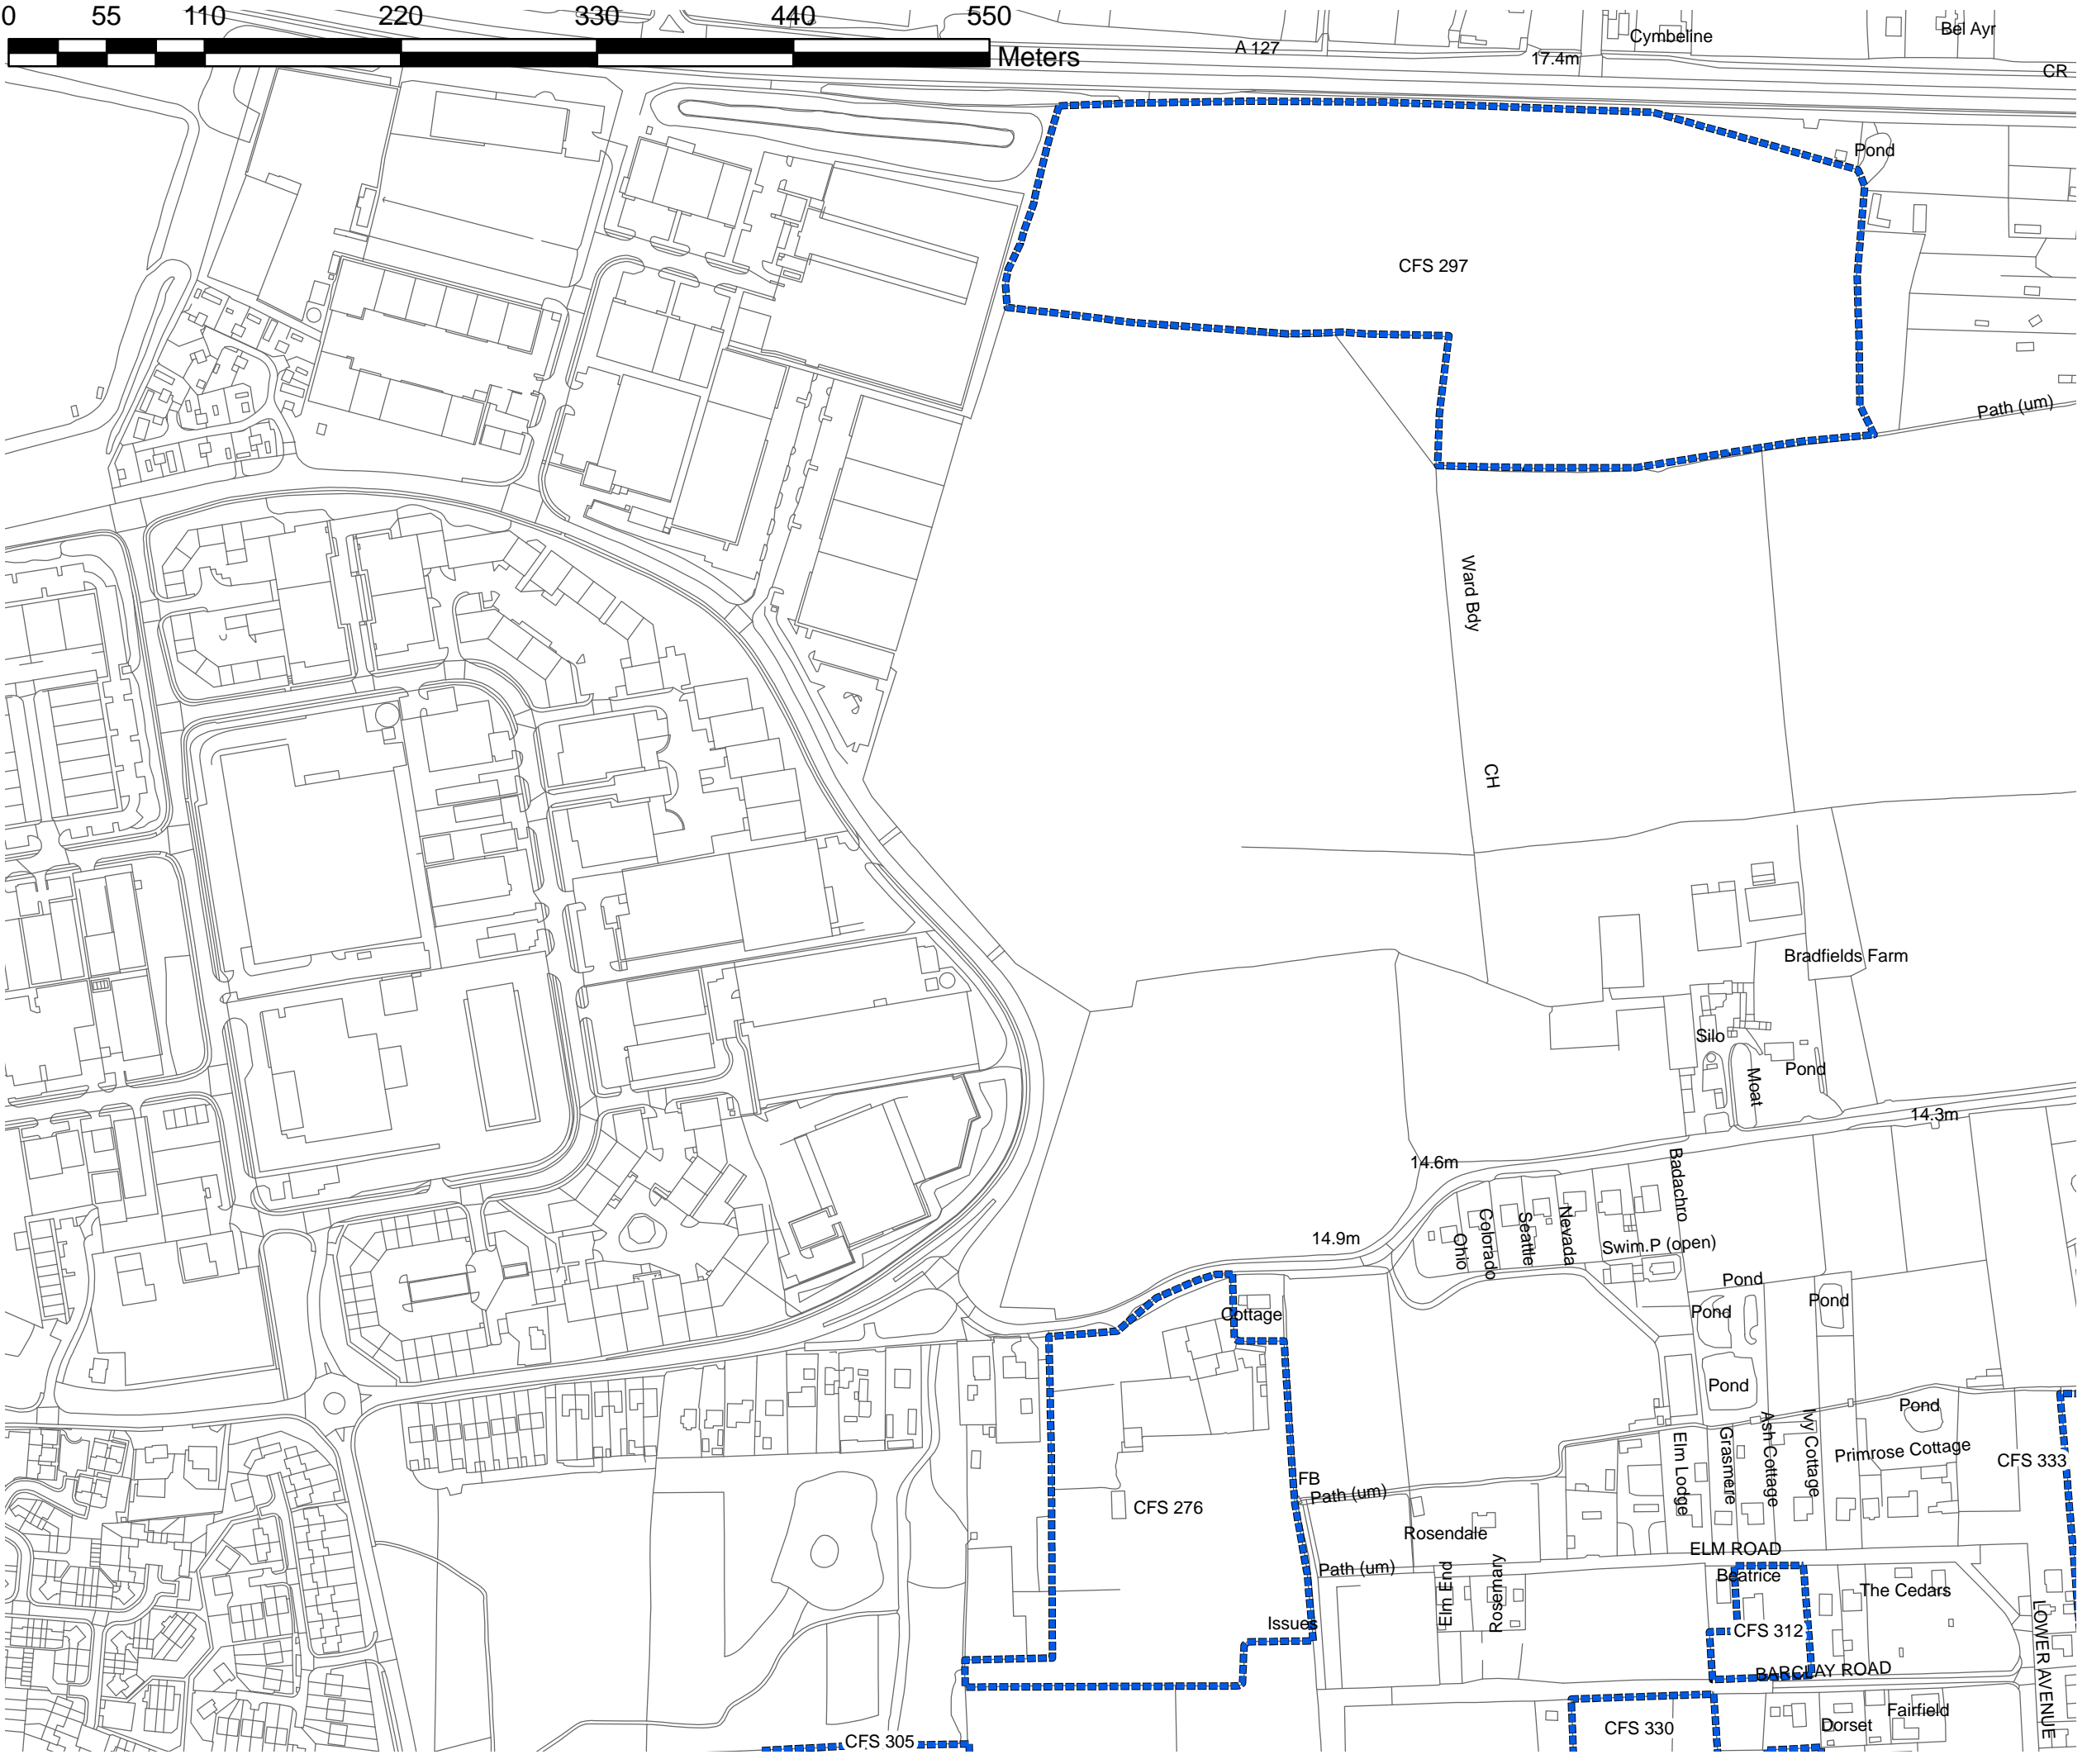 0 55 110 220 330 440 550
Meters
A 127
17.4m
Cymbeline
Bel Ayr
CR
Pond
CFS 297
Path (um)
Ward Bdy
CH
Bradfields Farm
Silo
Moat
Pond
14.3m
14.6m
14.9m
Badachro
Ohio
Colorado
Seattle
Nevada
Swim.P (open)
Pond
Pond
Pond
Cottage
Pond
Pond
Primrose Cottage
CFS 333
Elm Lodge
Grasmere
Ash Cottage
Ivy Cottage
FB
Path (um)
CFS 276
Rosendale
ELM ROAD
Path (um)
Elm End
Rosemary
Beatrice
The Cedars
Issues
CFS 312
BARCLAY ROAD
LOWER AVENUE
Fairfield
Dorset
CFS 330
CFS 305